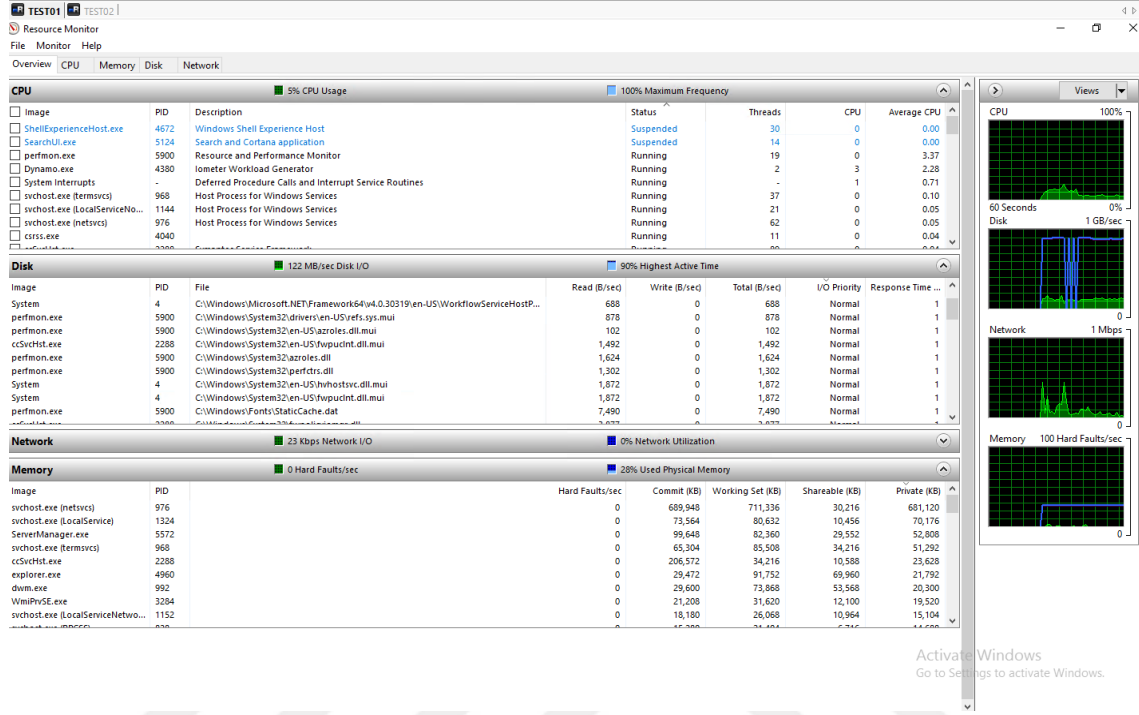 TEST01 TEST02
Resource Monitor
File Monitor Help
Overview CPU Memory Disk Network
CPU 5% CPU Usage 100% Maximum Frequency
Image PID Description Status Threads CPU Average CPU
ShellExperienceHost.exe 4672 Windows Shell Experience Host Suspended 30 0 0.00
SearchUI.exe 5124 Search and Cortana application Suspended 14 0 0.00
perfmon.exe 5900 Resource and Performance Monitor Running 19 0 3.37
Dynamo.exe 4380 Iometer Workload Generator Running 2 3 2.28
System Interrupts - Deferred Procedure Calls and Interrupt Service Routines Running - 1 0.71
svchost.exe (termsvcs) 968 Host Process for Windows Services Running 37 0 0.10
svchost.exe (LocalServiceNo... 1144 Host Process for Windows Services Running 21 0 0.05
svchost.exe (netsvcs) 976 Host Process for Windows Services Running 62 0 0.05
csrss.exe 4040 Running 11 0 0.04
Disk 122 MB/sec Disk I/O 90% Highest Active Time
Image PID File Read (B/sec) Write (B/sec) Total (B/sec) I/O Priority Response Time ...
System 4 C:\Windows\Microsoft.NET\Framework64\v4.0.30319\en-US\WorkflowServiceHostP... 688 0 688 Normal 1
perfmon.exe 5900 C:\Windows\System32\drivers\en-US\refs.sys.mui 878 0 878 Normal 1
perfmon.exe 5900 C:\Windows\System32\en-US\azroles.dll.mui 102 0 102 Normal 1
ccSvcHst.exe 2288 C:\Windows\System32\en-US\fwpuclnt.dll.mui 1,492 0 1,492 Normal 1
perfmon.exe 5900 C:\Windows\System32\azroles.dll 1,624 0 1,624 Normal 1
perfmon.exe 5900 C:\Windows\System32\perfctrs.dll 1,302 0 1,302 Normal 1
System 4 C:\Windows\System32\en-US\hvhostsvc.dll.mui 1,872 0 1,872 Normal 1
System 4 C:\Windows\System32\en-US\fwpuclnt.dll.mui 1,872 0 1,872 Normal 1
perfmon.exe 5900 C:\Windows\Fonts\StaticCache.dat 7,490 0 7,490 Normal 1
Network 23 Kbps Network I/O 0% Network Utilization
Memory 0 Hard Faults/sec 28% Used Physical Memory
Image PID Hard Faults/sec Commit (KB) Working Set (KB) Shareable (KB) Private (KB)
svchost.exe (netsvcs) 976 0 689,948 711,336 30,216 681,120
svchost.exe (LocalService) 1324 0 73,564 80,632 10,456 70,176
ServerManager.exe 5572 0 99,648 82,360 29,552 52,808
svchost.exe (termsvcs) 968 0 65,304 85,508 34,216 51,292
ccSvcHst.exe 2288 0 206,572 34,216 10,588 23,628
explorer.exe 4960 0 29,472 91,752 69,960 21,792
dwm.exe 992 0 29,600 73,868 53,568 20,300
WmiPrvSE.exe 3284 0 21,208 31,620 12,100 19,520
svchost.exe (LocalServiceNetwo... 1152 0 18,180 26,068 10,964 15,104
Views
CPU 100%
60 Seconds 0%
Disk 1 GB/sec
0
Network 1 Mbps
0
Memory 100 Hard Faults/sec
0
Activate Windows
Go to Settings to activate Windows.